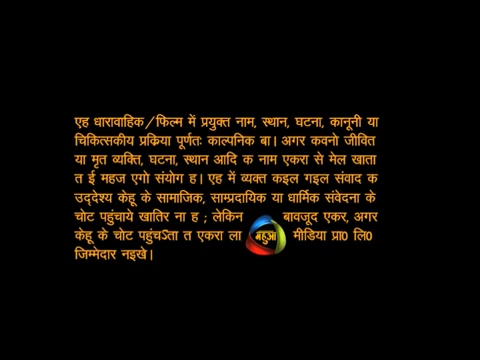 एह धारावाहिक/फिल्म में प्रयुक्त नाम, स्थान, घटना, कानूनी या
चिकित्सकीय प्रक्रिया पूर्णतः काल्पनिक बा। अगर कवनो जीवित
या मृत व्यक्ति, घटना, स्थान आदि क नाम एकरा से मेल खाता
त ई महज एगो संयोग ह। एह में व्यक्त कइल गइल संवाद क
उद्देश्य केहू के सामाजिक, साम्प्रदायिक या धार्मिक संवेदना के
चोट पहुंचाये खातिर ना ह ; लेकिन बावजूद एकर, अगर
केहू के चोट पहुंचऽता त एकरा ला महुआ मीडिया प्रा० लि०
जिम्मेदार नइखे।